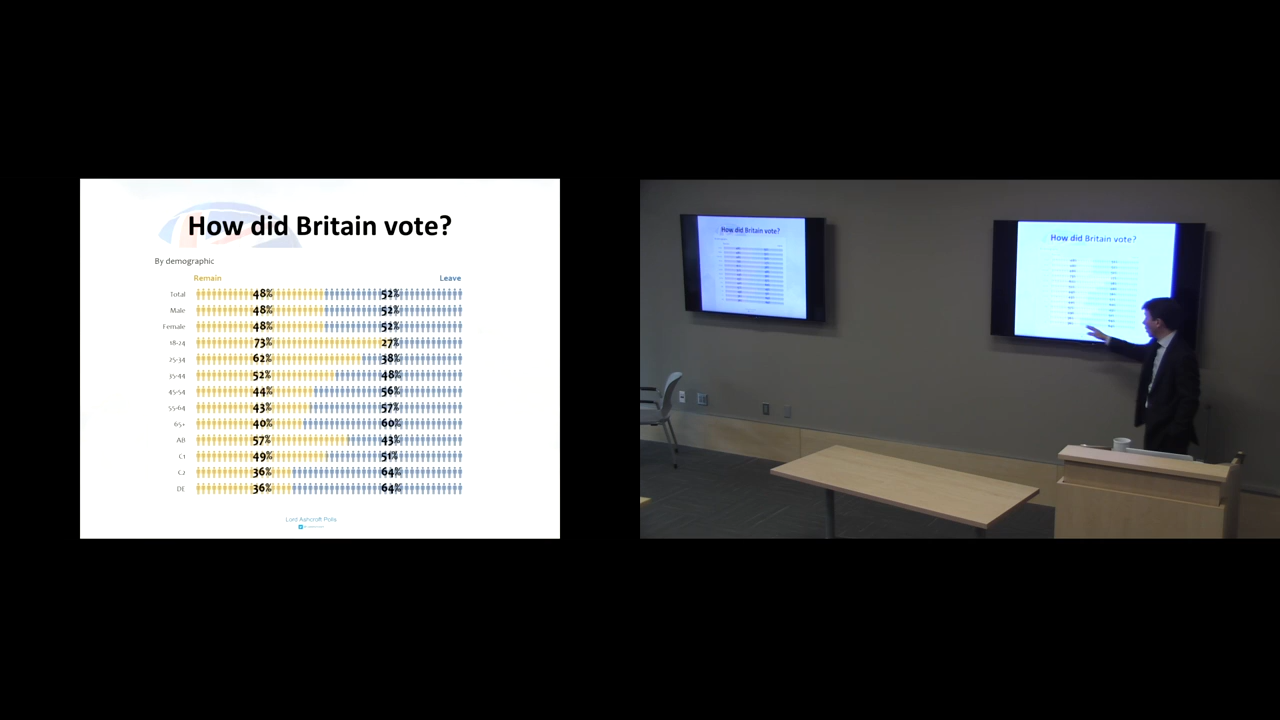 How did Britain vote?
By demographic
Remain Leave
Total 48% 52%
Male 48% 52%
Female 48% 52%
18-24 73% 27%
25-34 62% 38%
35-44 52% 48%
45-54 44% 56%
55-64 43% 57%
65+ 40% 60%
AB 57% 43%
C1 49% 51%
C2 36% 64%
DE 36% 64%
Lord Ashcroft Polls
How did Britain vote?
How did Britain vote?